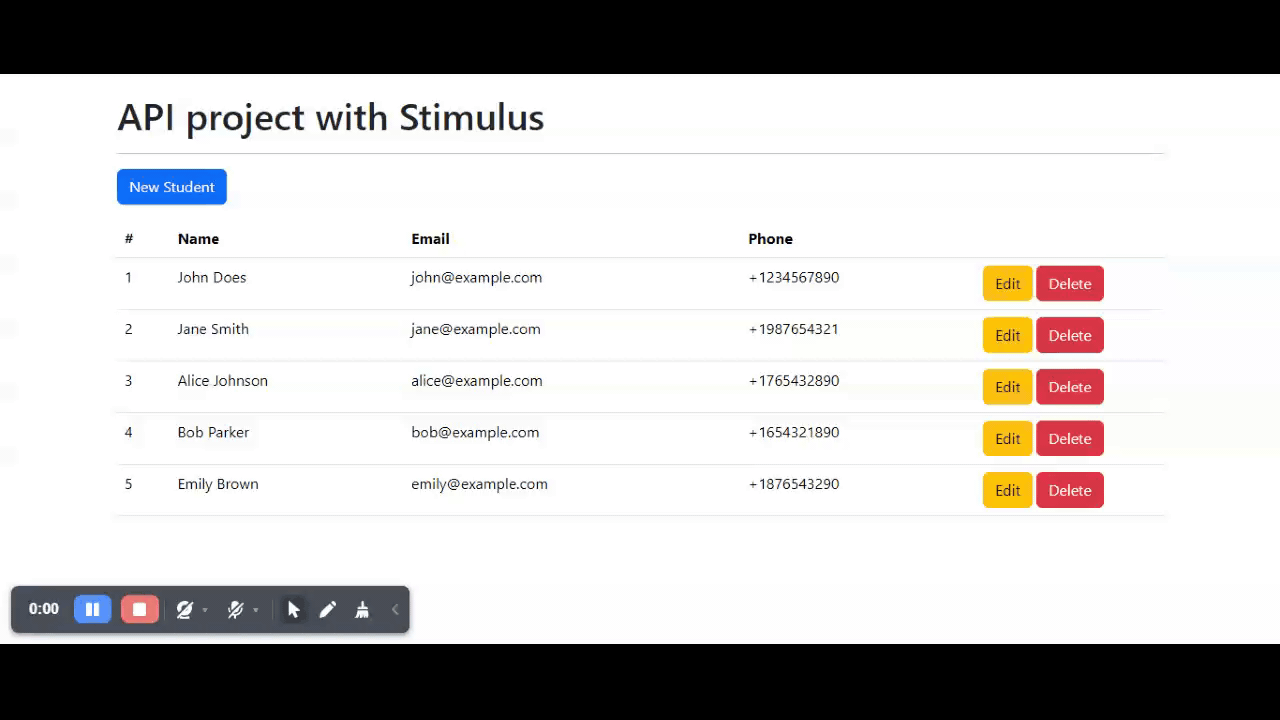 API project with Stimulus
New Student
# Name Email Phone
1 John Does john@example.com +1234567890 Edit Delete
2 Jane Smith jane@example.com +1987654321 Edit Delete
3 Alice Johnson alice@example.com +1765432890 Edit Delete
4 Bob Parker bob@example.com +1654321890 Edit Delete
5 Emily Brown emily@example.com +1876543290 Edit Delete
0:00